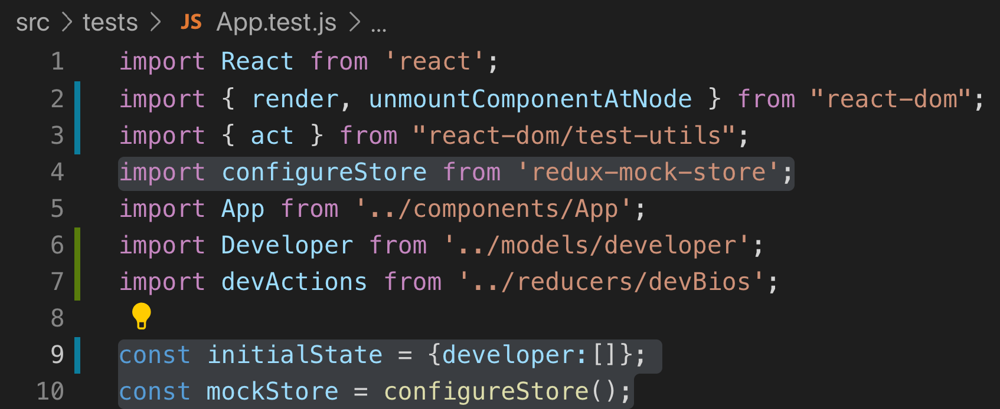 src > tests > JS App.test.js > ...
1 import React from 'react';
2 import { render, unmountComponentAtNode } from "react-dom";
3 import { act } from "react-dom/test-utils";
4 import configureStore from 'redux-mock-store';
5 import App from '../components/App';
6 import Developer from '../models/developer';
7 import devActions from '../reducers/devBios';
8
9 const initialState = {developer:[]};
10 const mockStore = configureStore();